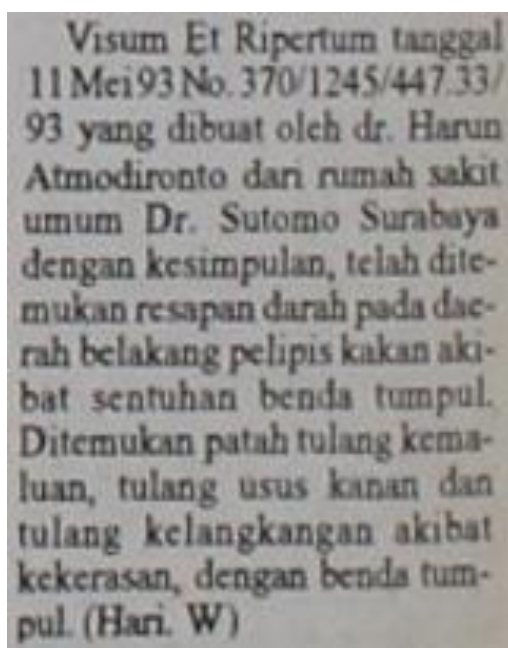 Visum Et Ripertum tanggal
11 Mei 93 No. 370/1245/447.33/
93 yang dibuat oleh dr. Harun
Atmodironto dari rumah sakit
umum Dr. Sutomo Surabaya
dengan kesimpulan, telah dite-
mukan resapan darah pada dae-
rah belakang pelipis kakan aki-
bat sentuhan benda tumpul.
Ditemukan patah tulang kema-
luan, tulang usus kanan dan
tulang kelangkangan akibat
kekerasan, dengan benda tum-
pul. (Hari. W)